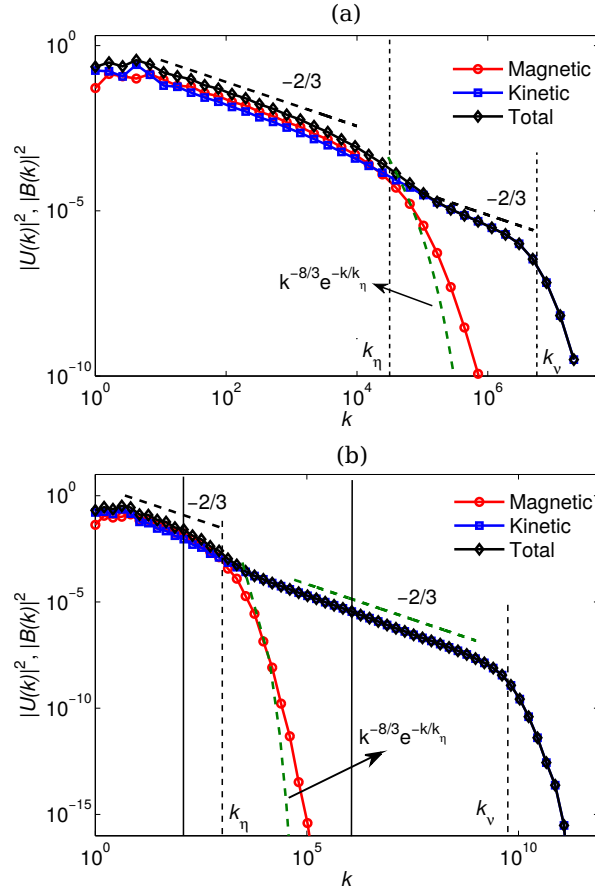 (a)
10^0
10^-5
10^-10
|U(k)|^2, |B(k)|^2
-2/3
Magnetic
Kinetic
Total
-2/3
k^-8/3 e^-k/k_η
k_η
k_ν
10^0
10^2
10^4
10^6
k
(b)
10^0
10^-5
10^-10
10^-15
|U(k)|^2, |B(k)|^2
-2/3
Magnetic
Kinetic
Total
-2/3
k^-8/3 e^-k/k_η
k_η
k_ν
10^0
10^5
10^10
k